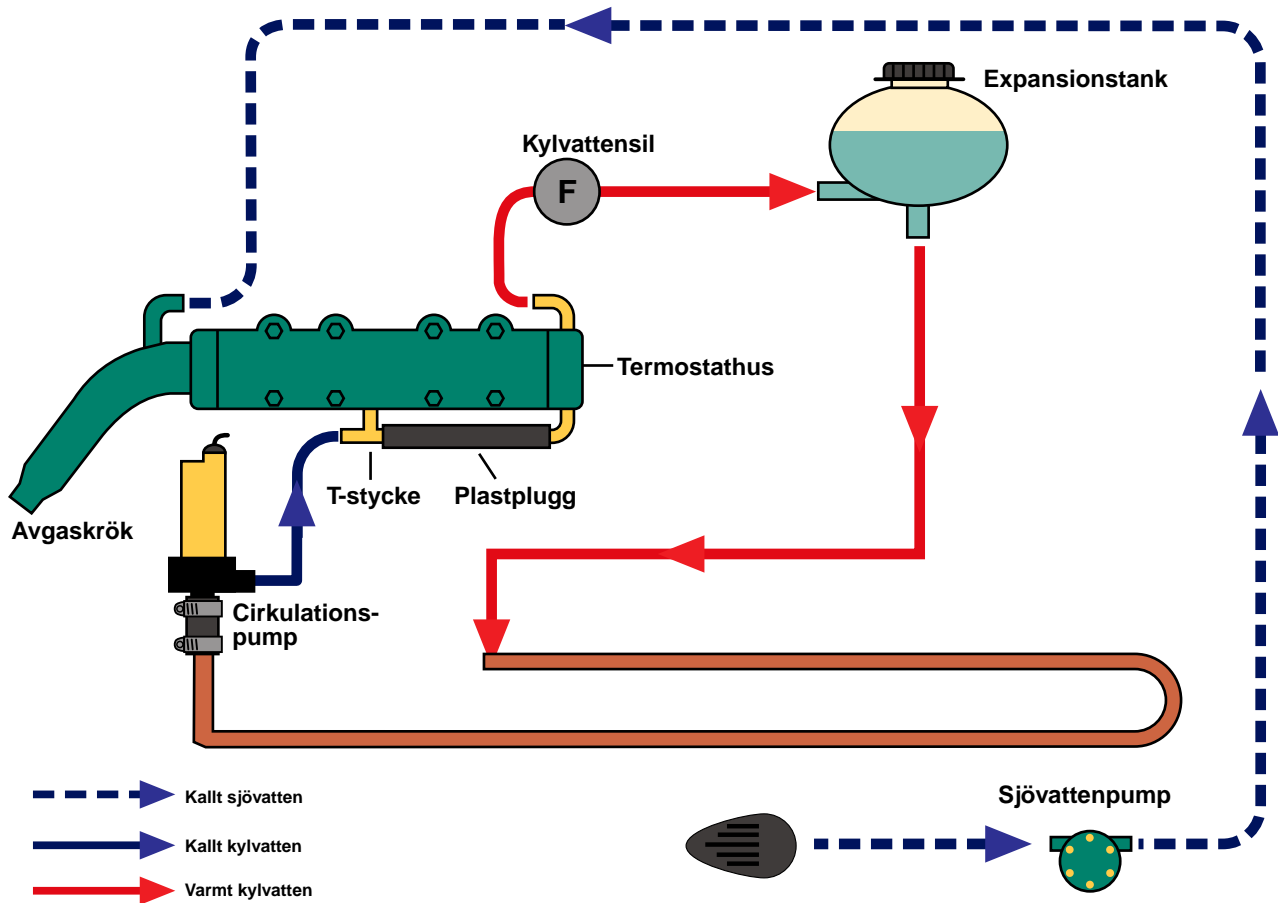 Expansionstank
Kylvattensil
F
Termostathus
T-stycke
Plastplugg
Avgaskrök
Cirkulations-
pump
Sjövattenpump
Kallt sjövatten
Kallt kylvatten
Varmt kylvatten